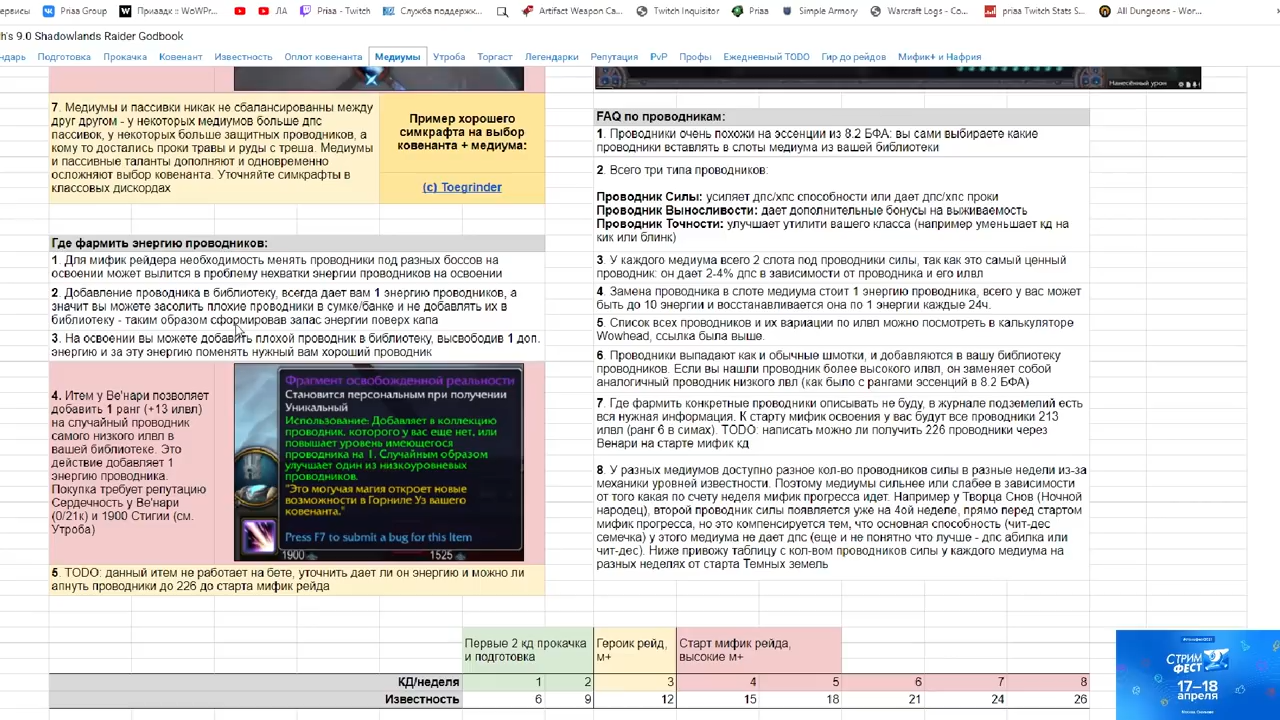 сервисы
Priaa Group
Приаадк :: WoWPr...
ЛА
Priaa - Twitch
Служба поддержк...
Artifact Weapon Ca...
Twitch Inquisitor
Priaa
Simple Armory
Warcraft Logs - Co...
priaa Twitch Stats S...
All Dungeons - Wor...
h's 9.0 Shadowlands Raider Godbook
ндарь
Подготовка
Прокачка
Ковенант
Известность
Оплот ковенанта
Медиумы
Утроба
Торгаст
Легендарки
Репутация
PvP
Профы
Ежедневный TODO
Гир до рейдов
Мифик+ и Нафрия
7. Медиумы и пассивки никак не сбалансированны между
друг другом - у некоторых медиумов больше дпс
пассивок, у некоторых больше защитных проводников, а
кому то достались проки травы и руды с треша. Медиумы
и пассивные таланты дополняют и одновременно
осложняют выбор ковенанта. Уточняйте симкрафты в
классовых дискордах
Пример хорошего
симкрафта на выбор
ковенанта + медиума:
(c) Toegrinder
Где фармить энергию проводников:
1. Для мифик рейдера необходимость менять проводники под разных боссов на
освоении может вылится в проблему нехватки энергии проводников на освоении
2. Добавление проводника в библиотеку, всегда дает вам 1 энергию проводников, а
значит вы можете засолить плохие проводники в сумке/банке и не добавлять их в
библиотеку - таким образом сформировав запас энергии поверх капа
3. На освоении вы можете добавить плохой проводник в библиотеку, высвободив 1 доп.
энергию и за эту энергию поменять нужный вам хороший проводник
4. Итем у Ве'нари позволяет
добавить 1 ранг (+13 илвл)
на случайный проводник
самого низкого илвл в
вашей библиотеке. Это
действие добавляет 1
энергию проводника.
Покупка требует репутацию
Сердечность у Ве'нари
(0/21к) и 1900 Стигии (см.
Утроба)
Фрагмент освобожденной реальности
Становится персональным при получении
Уникальный
Использование: Добавляет в коллекцию
проводник, которого у вас еще нет, или
повышает уровень имеющегося
проводника на 1. Случайным образом
улучшает один из низкоуровневых
проводников.
"Это могучая магия откроет новые
возможности в Горниле Уз вашего
ковенанта."
Press F7 to submit a bug for this Item
1900
1525
5. TODO: данный итем не работает на бете, уточнить дает ли он энергию и можно ли
апнуть проводники до 226 до старта мифик рейда
Нанесённый урон
FAQ по проводникам:
1. Проводники очень похожи на эссенции из 8.2 БФА: вы сами выбираете какие
проводники вставлять в слоты медиума из вашей библиотеки
2. Всего три типа проводников:
Проводник Силы: усиляет дпс/хпс способности или дает дпс/хпс проки
Проводник Выносливости: дает дополнительные бонусы на выживаемость
Проводник Точности: улучшает утилити вашего класса (например уменьшает кд на
кик или блинк)
3. У каждого медиума всего 2 слота под проводники силы, так как это самый ценный
проводник: он дает 2-4% дпс в зависимости от проводника и его илвл
4. Замена проводника в слоте медиума стоит 1 энергию проводника, всего у вас может
быть до 10 энергии и восстанавливается она по 1 энергии каждые 24ч.
5. Список всех проводников и их вариации по илвл можно посмотреть в калькуляторе
Wowhead, ссылка была выше.
6. Проводники выпадают как и обычные шмотки, и добавляются в вашу библиотеку
проводников. Если вы нашли проводник более высокого илвл, он заменяет собой
аналогичный проводник низкого лвл (как было с рангами эссенций в 8.2 БФА)
7. Где фармить конкретные проводники описывать не буду, в журнале подземелий есть
вся нужная информация. К старту мифик освоения у вас будут все проводники 213
илвл (ранг 6 в симах). TODO: написать можно ли получить 226 проводники через
Венари на старте мифик кд
8. У разных медиумов доступно разное кол-во проводников силы в разные недели из-за
механики уровней известности. Поэтому медиумы сильнее или слабее в зависимости
от того какая по счету неделя мифик прогресса идет. Например у Творца Снов (Ночной
народец), второй проводник силы появляется уже на 4ой неделе, прямо перед стартом
мифик прогресса, но это компенсируется тем, что основная способность (чит-дес
семечка) у этого медиума не дает дпс (еще и не понятно что лучше - дпс абилка или
чит-дес). Ниже привожу таблицу с кол-вом проводников силы у каждого медиума на
разных неделях от старта Темных земель
Первые 2 кд прокачка
и подготовка
Героик рейд,
м+
Старт мифик рейда,
высокие м+
КД/неделя 1 2 3 4 5 6 7 8
Известность 6 9 12 15 18 21 24 26
СТРИМ
ФЕСТ
17–18
апреля